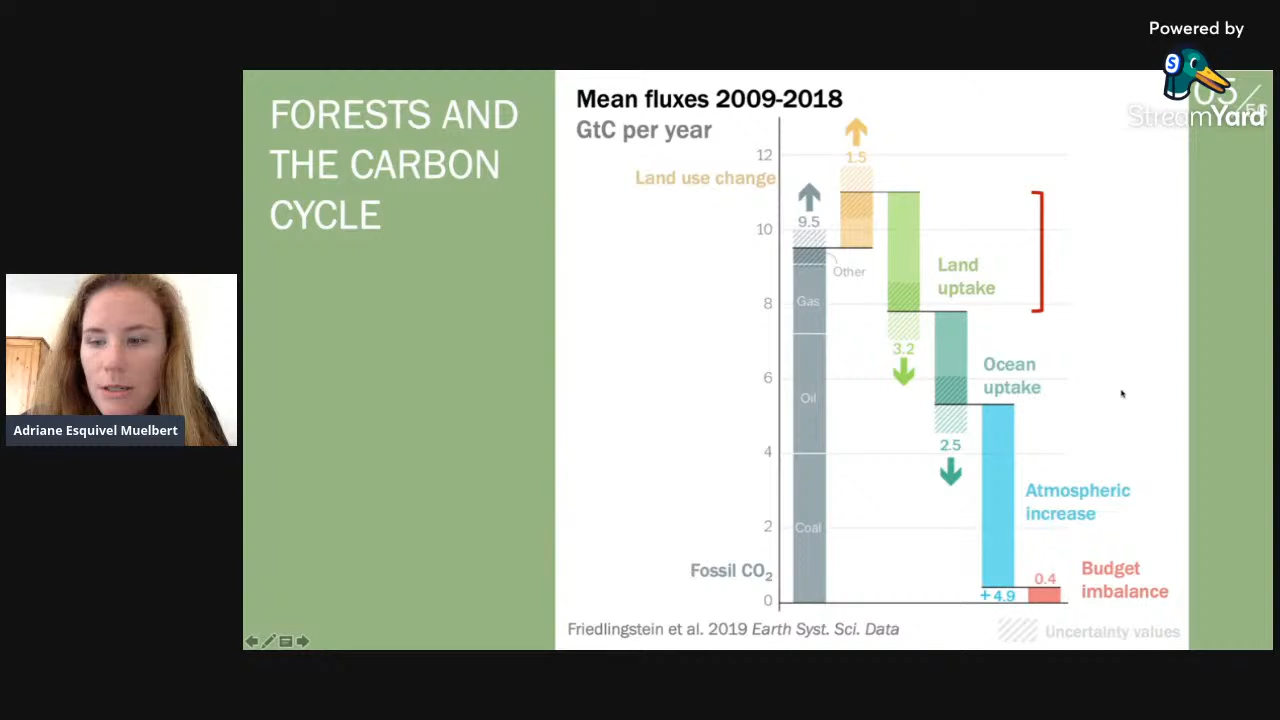 Powered by
StreamYard
FORESTS AND
THE CARBON
CYCLE
Mean fluxes 2009-2018
GtC per year
12
10
8
6
4
2
0
Land use change
1.5
9.5
Other
Gas
Oil
Coal
Fossil CO₂
Land
uptake
3.2
Ocean
uptake
2.5
Atmospheric
increase
+4.9
0.4
Budget
imbalance
Friedlingstein et al. 2019 Earth Syst. Sci. Data
Uncertainty values
Adriane Esquivel Muelbert